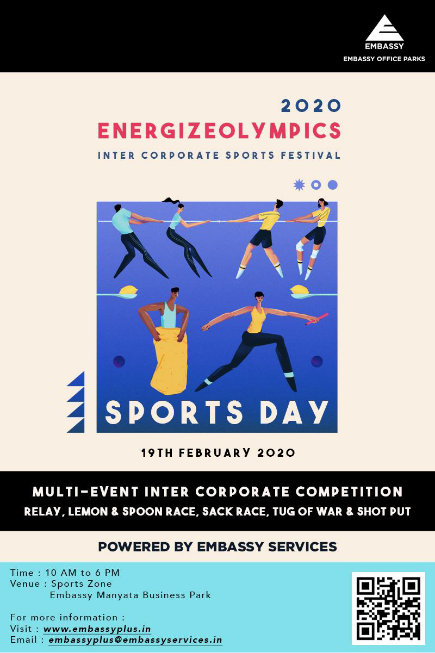 EMBASSY
EMBASSY OFFICE PARKS
2020
ENERGIZEOLYMPICS
INTER CORPORATE SPORTS FESTIVAL
SPORTS DAY
19TH FEBRUARY 2020
MULTI-EVENT INTER CORPORATE COMPETITION
RELAY, LEMON & SPOON RACE, SACK RACE, TUG OF WAR & SHOT PUT
POWERED BY EMBASSY SERVICES
Time : 10 AM to 6 PM
Venue : Sports Zone
Embassy Manyata Business Park
For more information :
Visit : www.embassyplus.in
Email : embassyplus@embassyservices.in